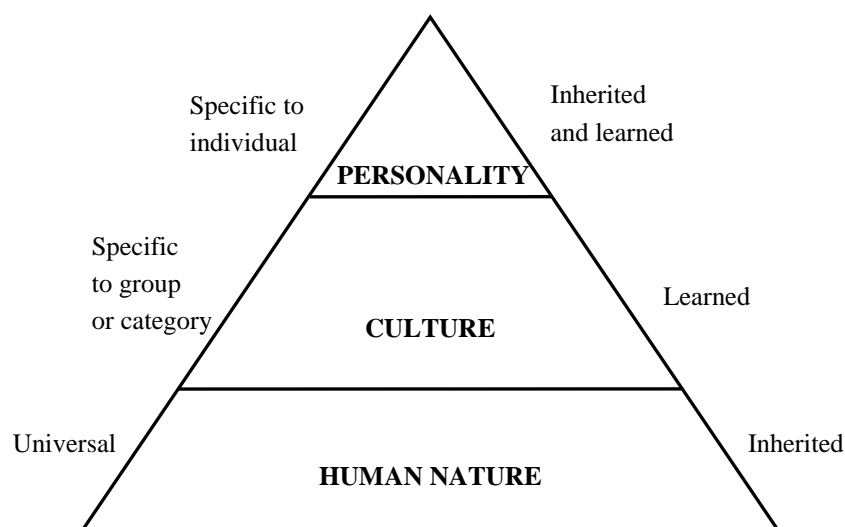 Specific to
individual
Inherited
and learned
PERSONALITY
Specific
to group
or category
Learned
CULTURE
Universal
Inherited
HUMAN NATURE